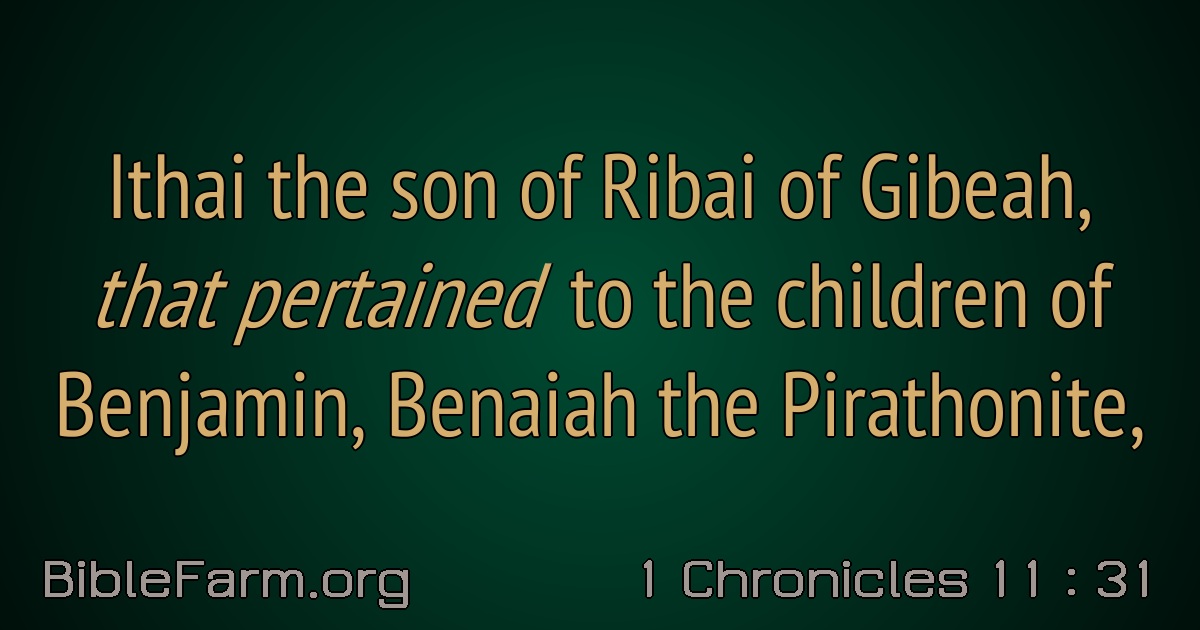 Ithai the son of Ribai of Gibeah,
that pertained to the children of
Benjamin, Benaiah the Pirathonite,
BibleFarm.org
1 Chronicles 11 : 31